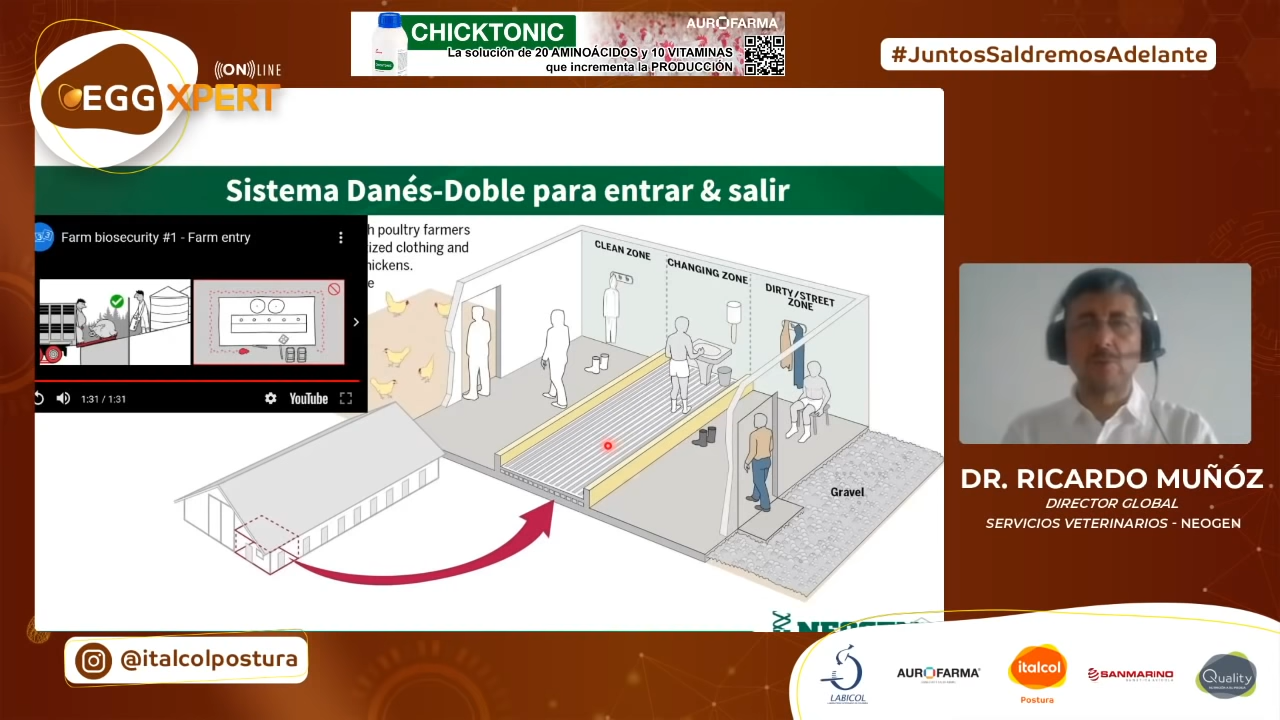 CHICKTONIC
AUROFARMA
La solución de 20 AMINOÁCIDOS y 10 VITAMINAS
que incrementa la PRODUCCIÓN
#JuntosSaldremosAdelante
((ON))LINE
EGG XPERT
Sistema Danés-Doble para entrar & salir
Farm biosecurity #1 - Farm entry
h poultry farmers
ized clothing and
hickens.
e
CLEAN ZONE
CHANGING ZONE
DIRTY/STREET
ZONE
1:31 / 1:31
YouTube
Gravel
NEOGEN
DR. RICARDO MUÑÓZ
DIRECTOR GLOBAL
SERVICIOS VETERINARIOS - NEOGEN
@italcolpostura
LABICOL
AUROFARMA
italcol
Postura
SANMARINO
Quality